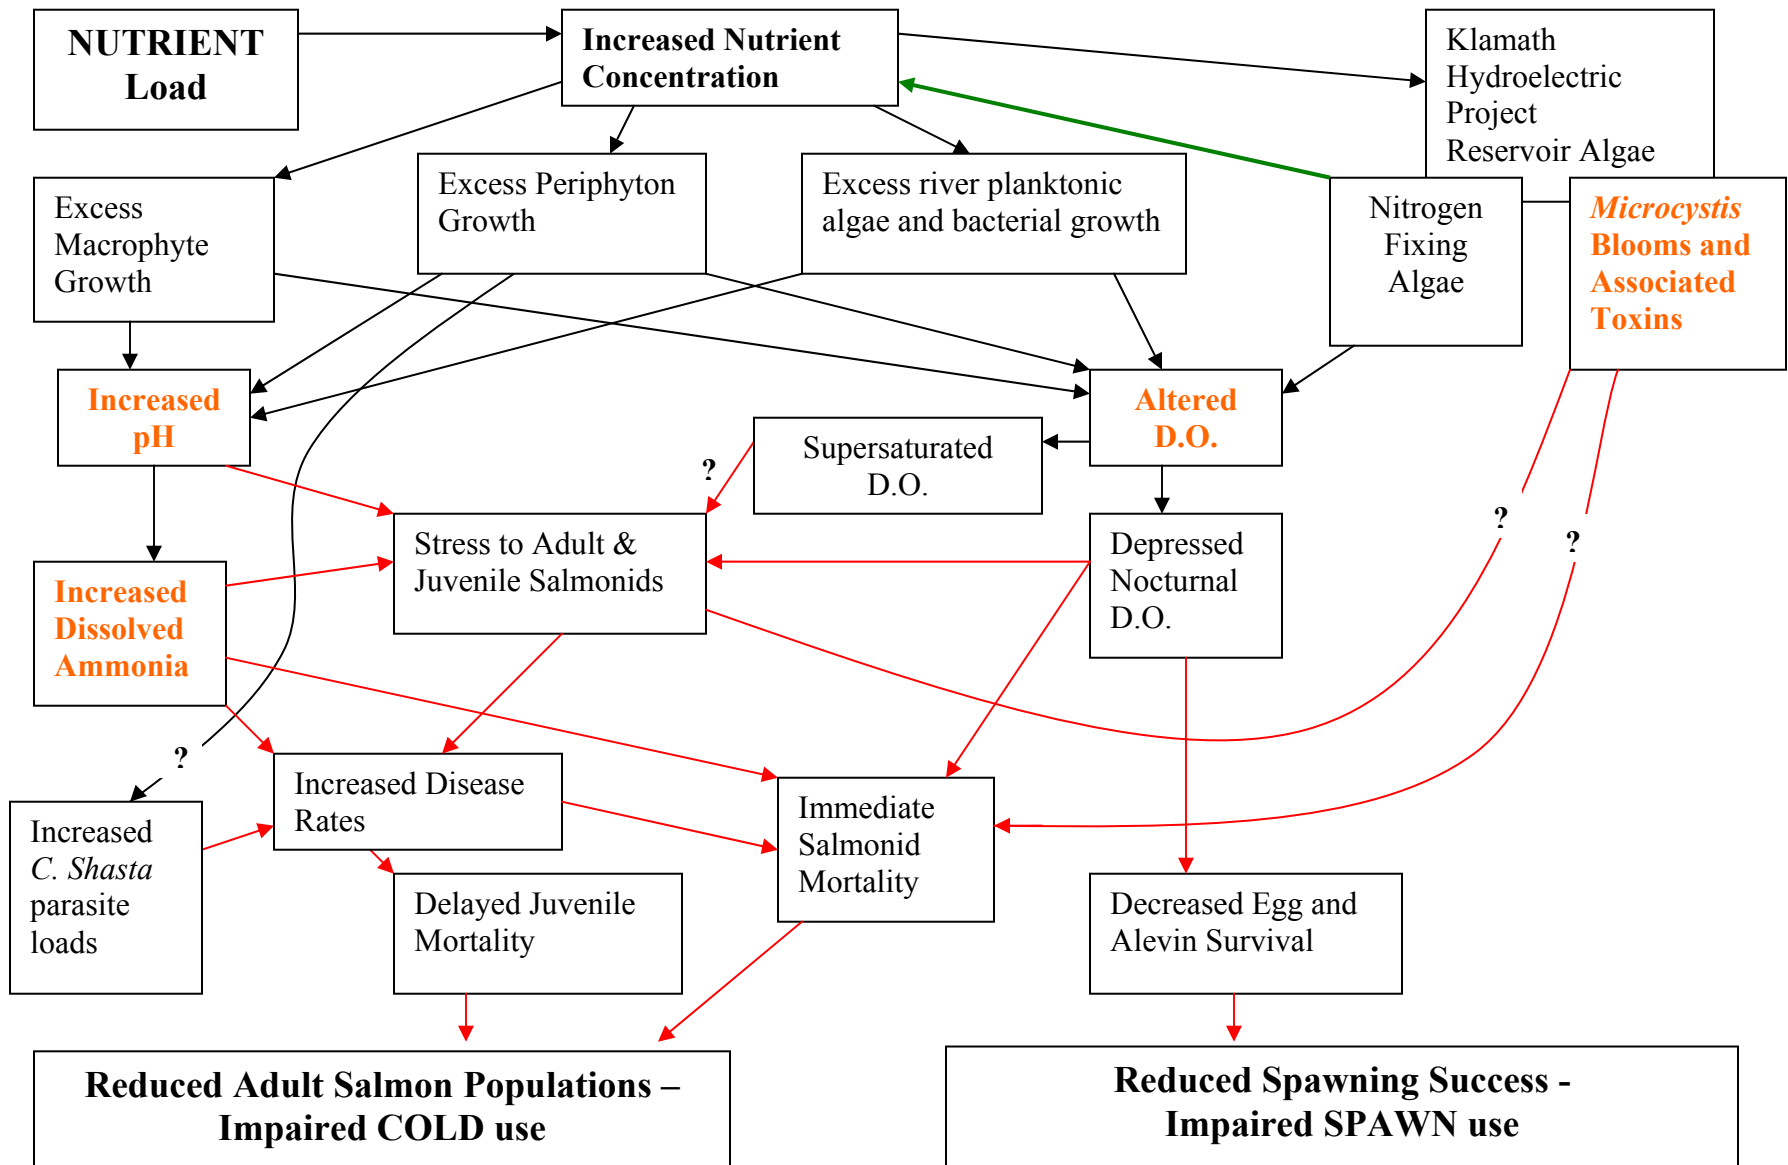 NUTRIENT
Load
Increased Nutrient
Concentration
Klamath
Hydroelectric
Project
Reservoir Algae
Excess
Macrophyte
Growth
Excess Periphyton
Growth
Excess river planktonic
algae and bacterial growth
Nitrogen
Fixing
Algae
Microcystis
Blooms and
Associated
Toxins
Increased
pH
Altered
D.O.
Supersaturated
D.O.
?
Stress to Adult &
Juvenile Salmonids
Depressed
Nocturnal
D.O.
?
?
Increased
Dissolved
Ammonia
?
Increased Disease
Rates
Immediate
Salmonid
Mortality
Increased
C. Shasta
parasite
loads
Delayed Juvenile
Mortality
Decreased Egg and
Alevin Survival
Reduced Adult Salmon Populations –
Impaired COLD use
Reduced Spawning Success -
Impaired SPAWN use